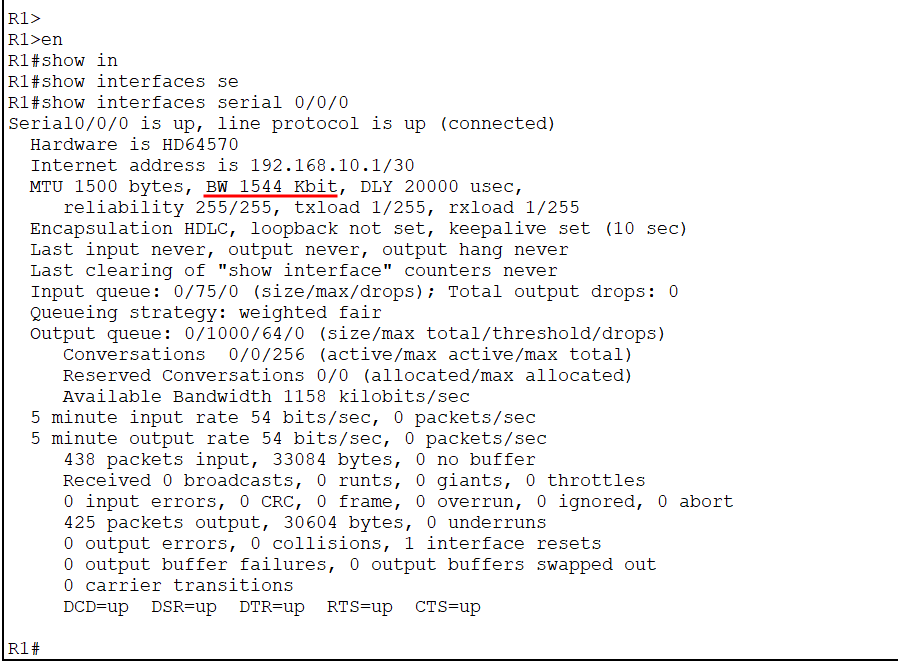 R1>
R1>en
R1#show in
R1#show interfaces se
R1#show interfaces serial 0/0/0
Serial0/0/0 is up, line protocol is up (connected)
  Hardware is HD64570
  Internet address is 192.168.10.1/30
  MTU 1500 bytes, BW 1544 Kbit, DLY 20000 usec,
     reliability 255/255, txload 1/255, rxload 1/255
  Encapsulation HDLC, loopback not set, keepalive set (10 sec)
  Last input never, output never, output hang never
  Last clearing of "show interface" counters never
  Input queue: 0/75/0 (size/max/drops); Total output drops: 0
  Queueing strategy: weighted fair
  Output queue: 0/1000/64/0 (size/max total/threshold/drops)
     Conversations  0/0/256 (active/max active/max total)
     Reserved Conversations 0/0 (allocated/max allocated)
     Available Bandwidth 1158 kilobits/sec
  5 minute input rate 54 bits/sec, 0 packets/sec
  5 minute output rate 54 bits/sec, 0 packets/sec
     438 packets input, 33084 bytes, 0 no buffer
     Received 0 broadcasts, 0 runts, 0 giants, 0 throttles
     0 input errors, 0 CRC, 0 frame, 0 overrun, 0 ignored, 0 abort
     425 packets output, 30604 bytes, 0 underruns
     0 output errors, 0 collisions, 1 interface resets
     0 output buffer failures, 0 output buffers swapped out
     0 carrier transitions
     DCD=up  DSR=up  DTR=up  RTS=up  CTS=up
R1#